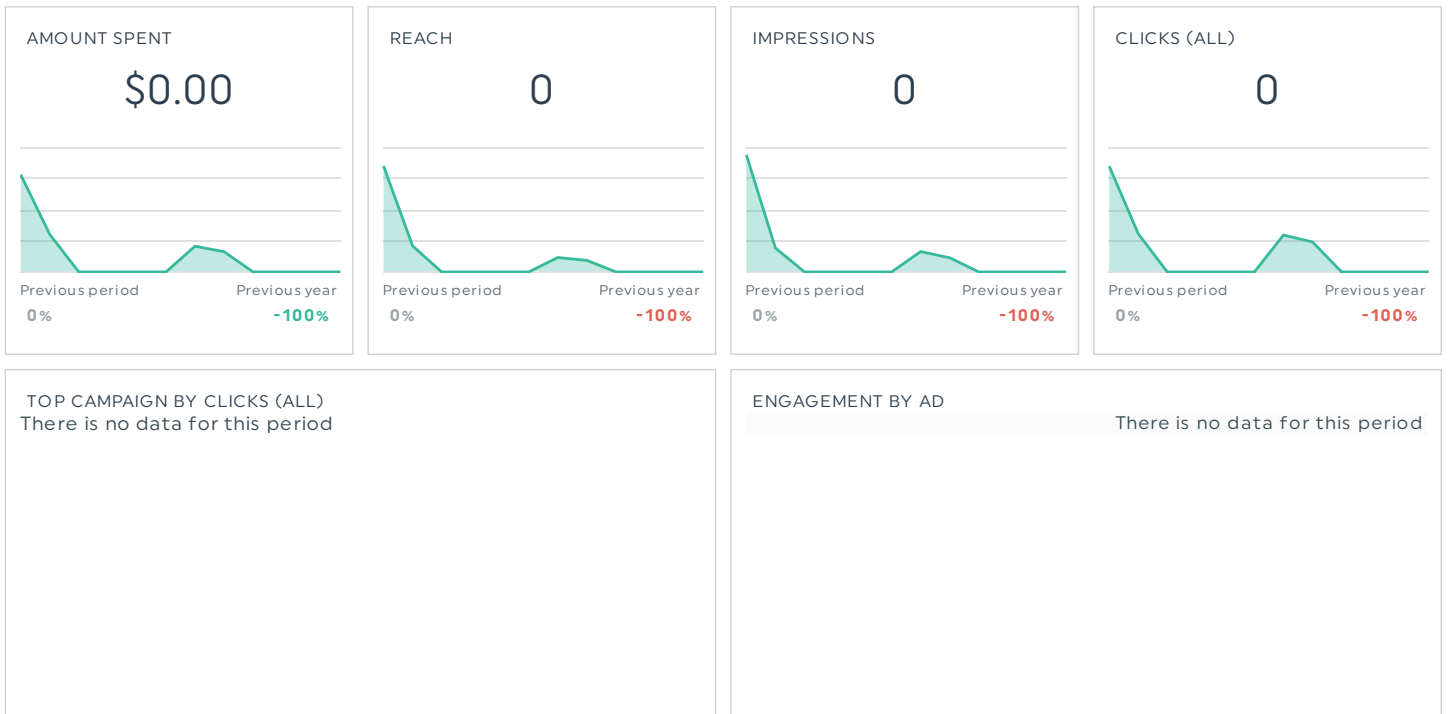 AMOUNT SPENT
$0.00
Previous period Previous year
0% -100%
REACH
0
Previous period Previous year
0% -100%
IMPRESSIONS
0
Previous period Previous year
0% -100%
CLICKS (ALL)
0
Previous period Previous year
0% -100%
TOP CAMPAIGN BY CLICKS (ALL)
There is no data for this period
ENGAGEMENT BY AD
There is no data for this period